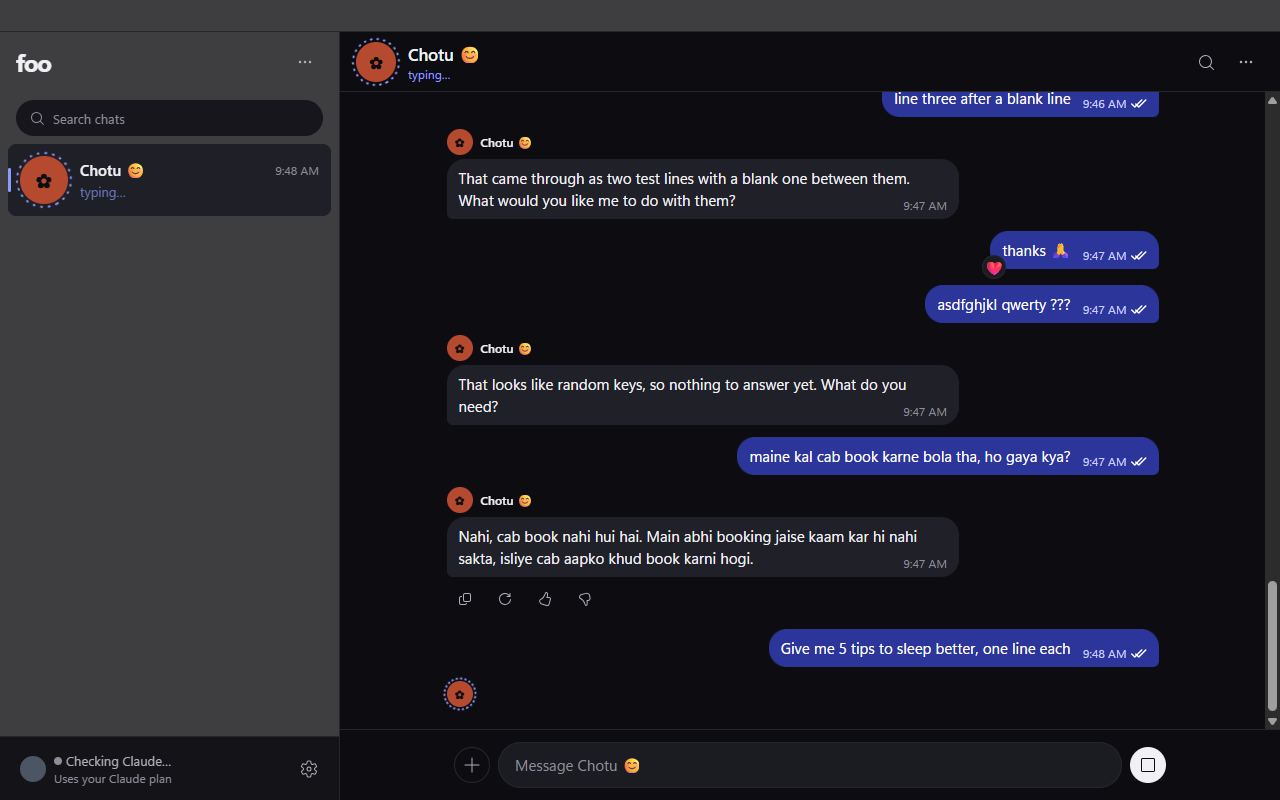 foo
Search chats
Chotu 😊
9:48 AM
typing...
Checking Claude...
Uses your Claude plan
Chotu 😊
typing...
line three after a blank line 9:46 AM
Chotu 😊
That came through as two test lines with a blank one between them.
What would you like me to do with them?
9:47 AM
thanks 🙏 9:47 AM
asdfghjkl qwerty ??? 9:47 AM
Chotu 😊
That looks like random keys, so nothing to answer yet. What do you
need?
9:47 AM
maine kal cab book karne bola tha, ho gaya kya? 9:47 AM
Chotu 😊
Nahi, cab book nahi hui hai. Main abhi booking jaise kaam kar hi nahi
sakta, isliye cab aapko khud book karni hogi.
9:47 AM
Give me 5 tips to sleep better, one line each 9:48 AM
Message Chotu 😊